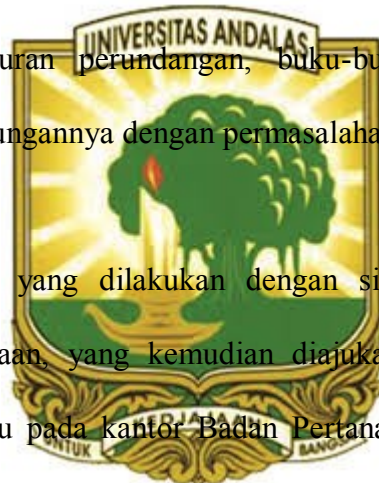 UNIVERSITAS ANDALAS
uran perundangan, buku-bu
ungannya dengan permasalaha
yang dilakukan dengan si
aan, yang kemudian diajuka
KEDJAJAAN
u pada kantor Badan Pertana
UNTUK BANGSA